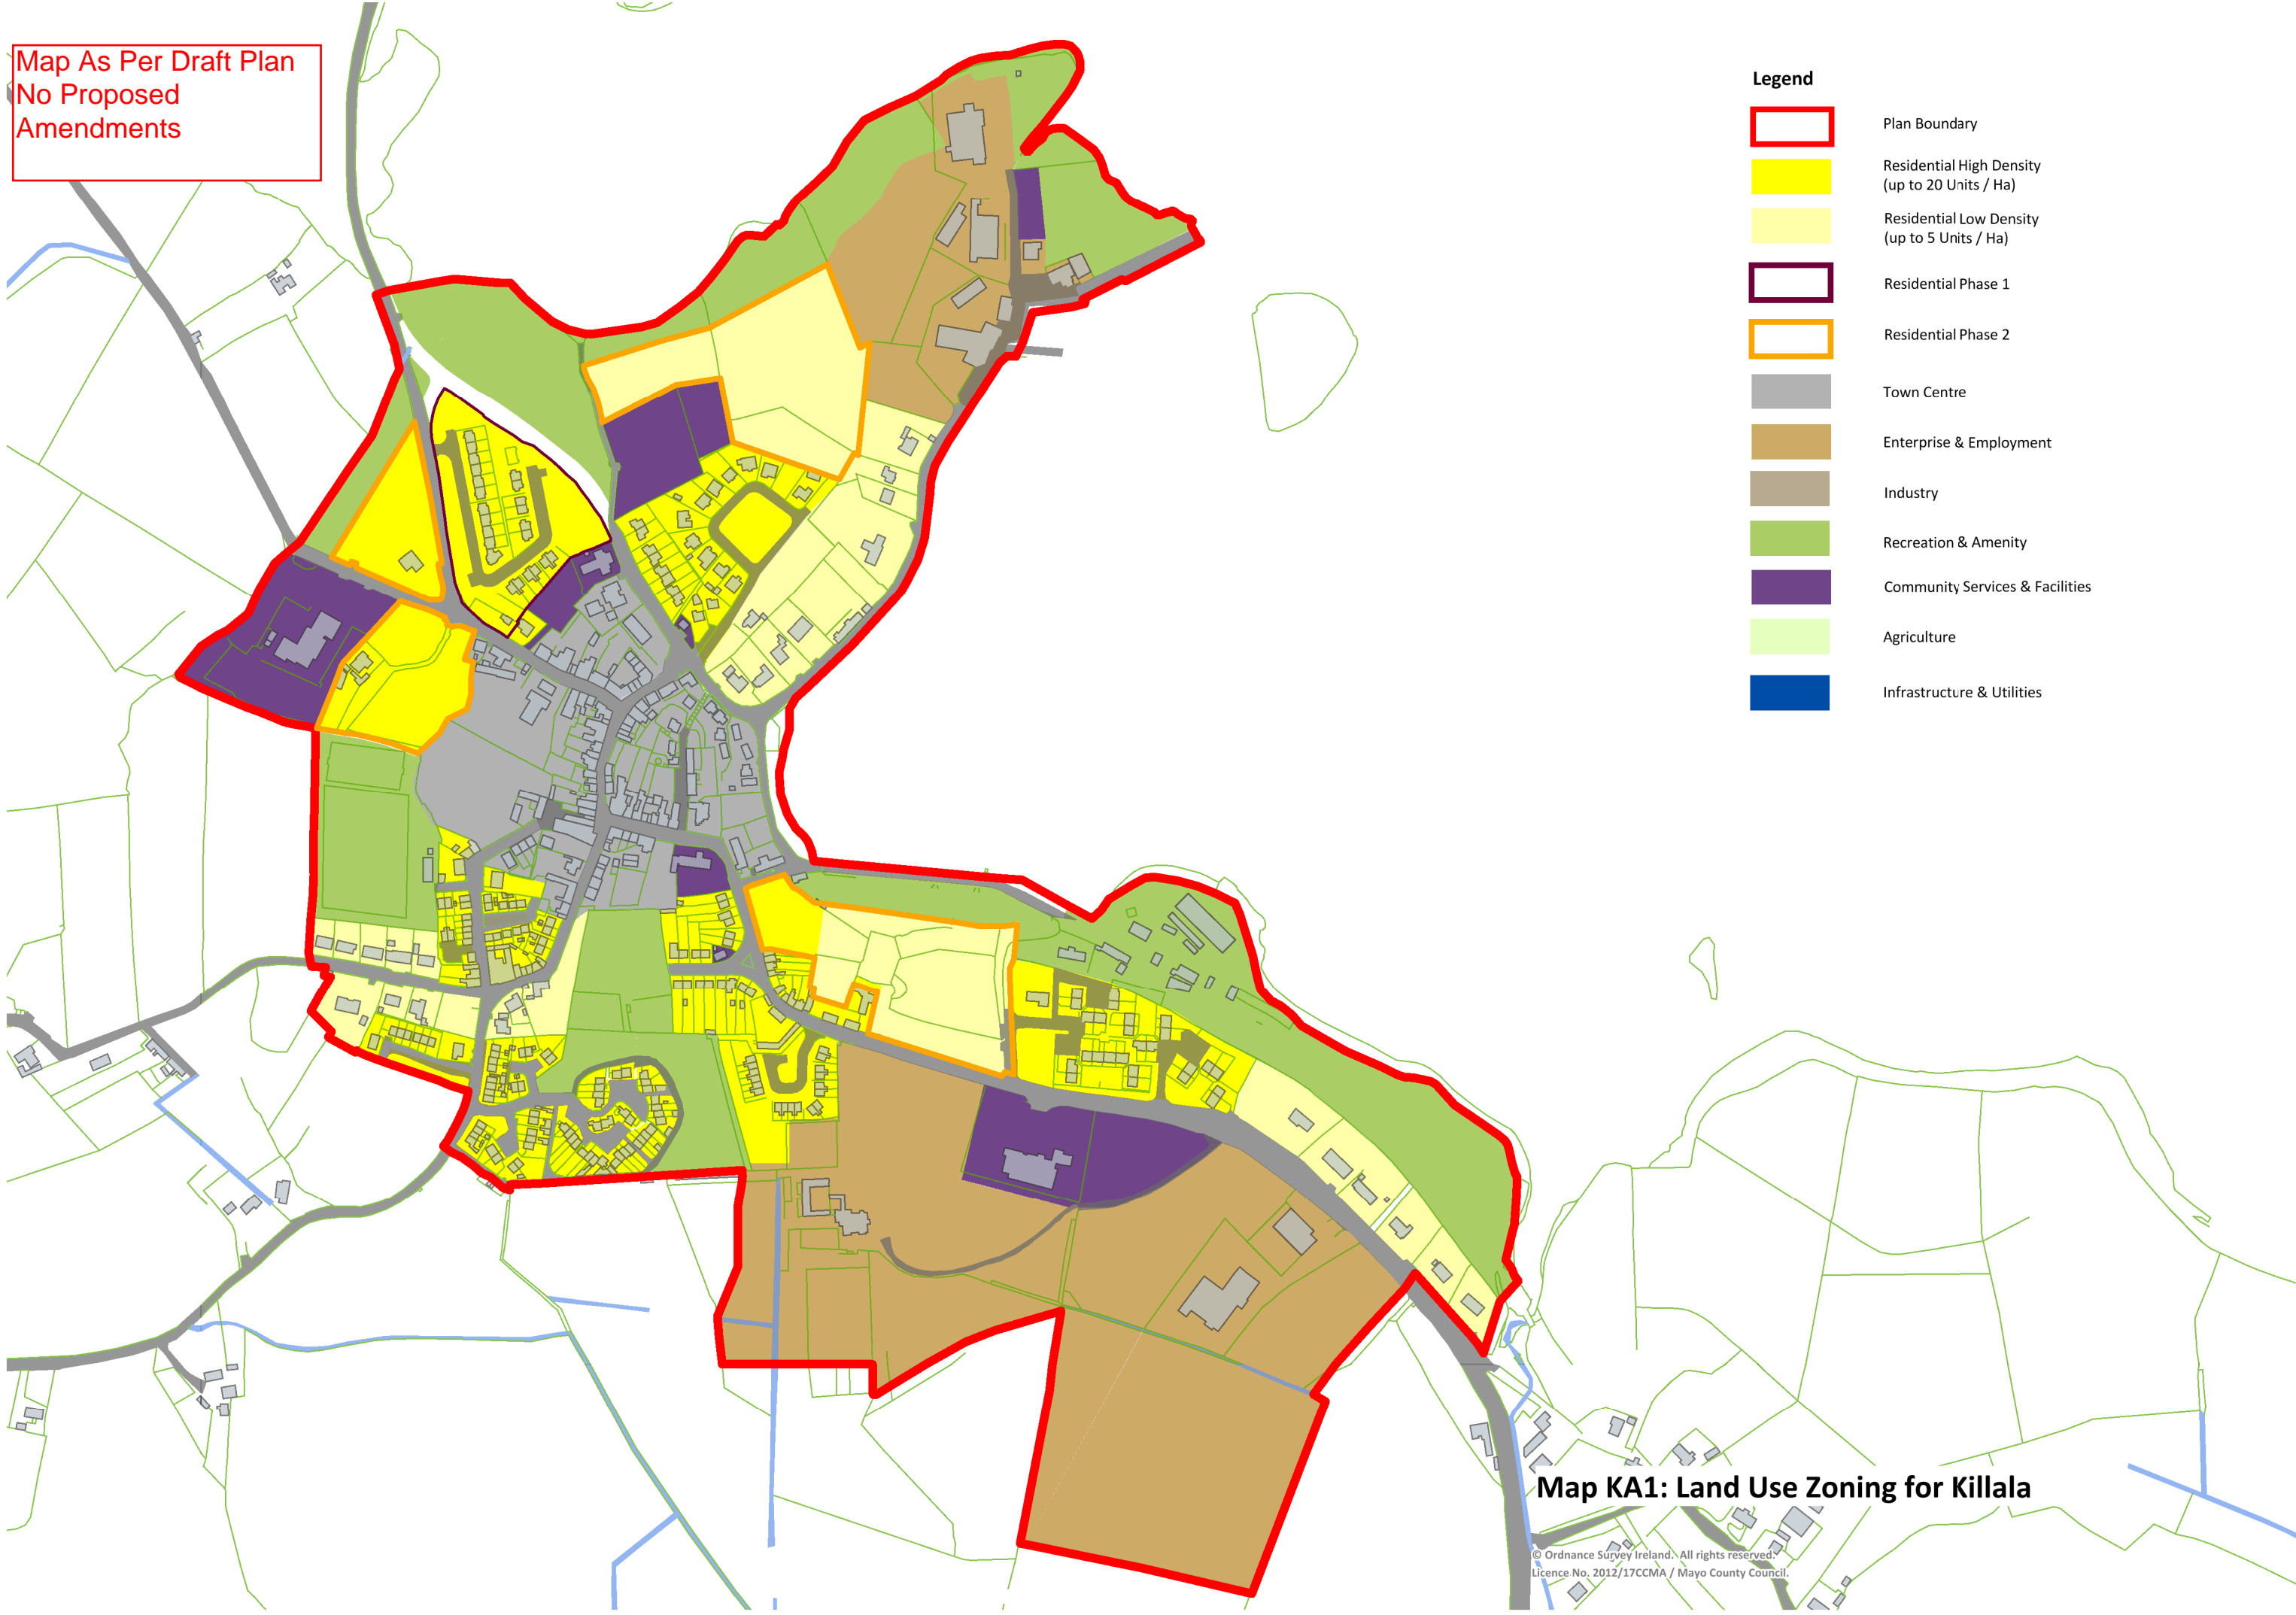 Map As Per Draft Plan
No Proposed
Amendments
Legend
Plan Boundary
Residential High Density
(up to 20 Units / Ha)
Residential Low Density
(up to 5 Units / Ha)
Residential Phase 1
Residential Phase 2
Town Centre
Enterprise & Employment
Industry
Recreation & Amenity
Community Services & Facilities
Agriculture
Infrastructure & Utilities
Map KA1: Land Use Zoning for Killala
© Ordnance Survey Ireland. All rights reserved.
Licence No. 2012/17CCMA / Mayo County Council.